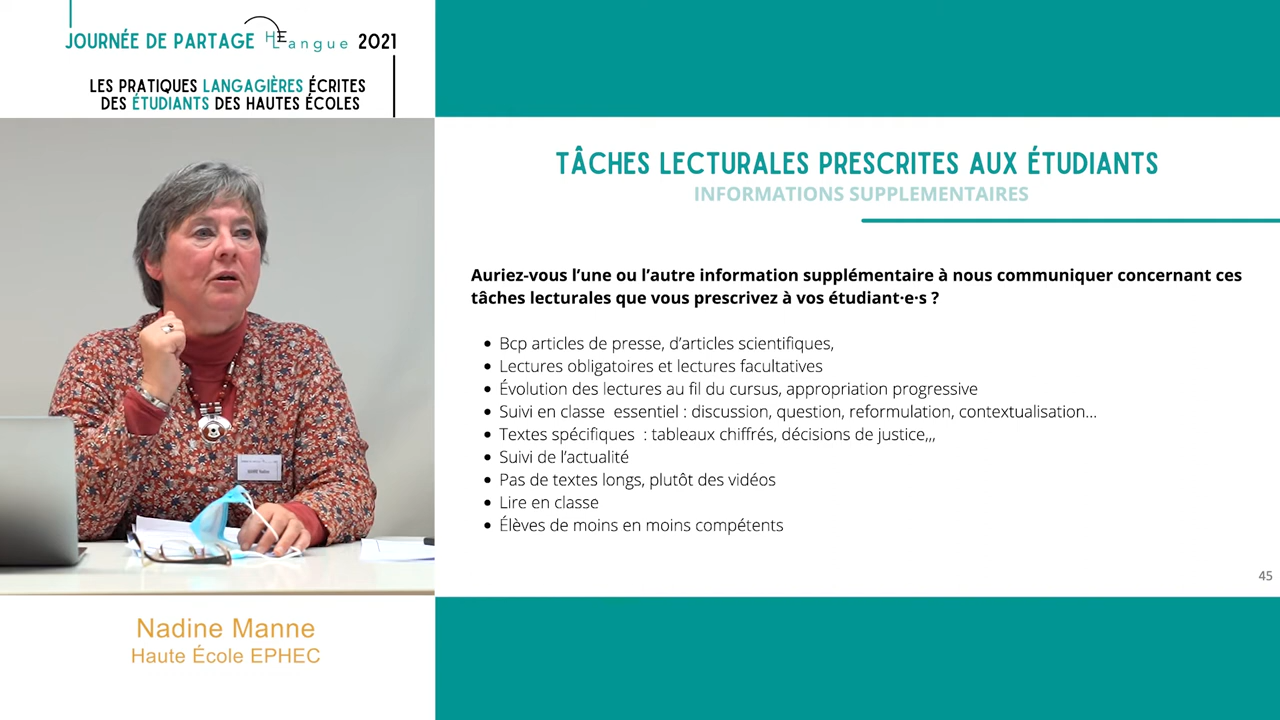 JOURNÉE DE PARTAGE HELangue 2021
LES PRATIQUES LANGAGIÈRES ÉCRITES
DES ÉTUDIANTS DES HAUTES ÉCOLES
TÂCHES LECTURALES PRESCRITES AUX ÉTUDIANTS
INFORMATIONS SUPPLEMENTAIRES
Auriez-vous l’une ou l’autre information supplémentaire à nous communiquer concernant ces
tâches lecturales que vous prescrivez à vos étudiant·e·s ?
• Bcp articles de presse, d’articles scientifiques,
• Lectures obligatoires et lectures facultatives
• Évolution des lectures au fil du cursus, appropriation progressive
• Suivi en classe essentiel : discussion, question, reformulation, contextualisation...
• Textes spécifiques : tableaux chiffrés, décisions de justice,,,
• Suivi de l’actualité
• Pas de textes longs, plutôt des vidéos
• Lire en classe
• Élèves de moins en moins compétents
45
Nadine Manne
Haute École EPHEC